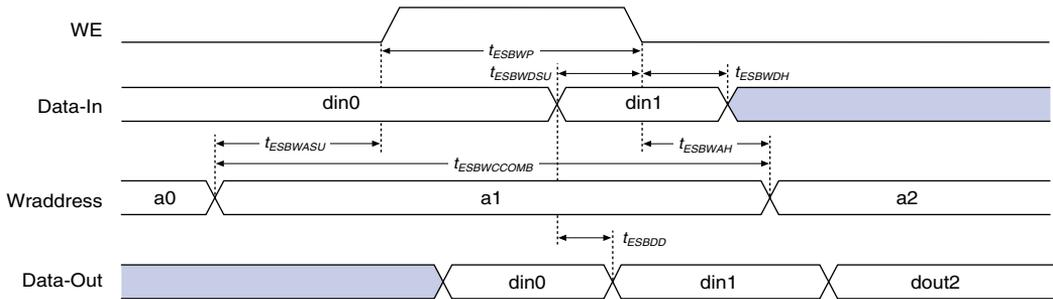 WE
tESBWP
tESBWDSU
tESBWDH
Data-In
din0
din1
tESBWASU
tESBWAH
tESBWCCOMB
Wraddress
a0
a1
a2
tESBDD
Data-Out
din0
din1
dout2